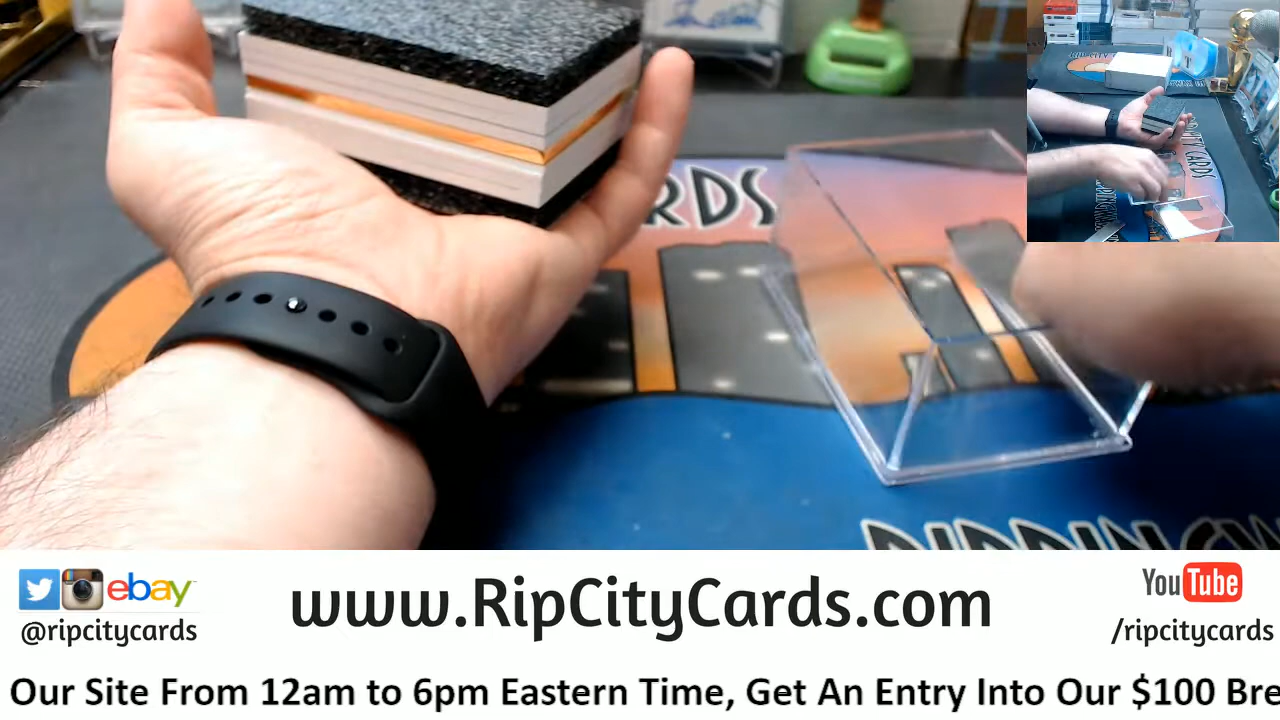 ARDS
ebay
@ripcitycards
www.RipCityCards.com
YouTube
/ripcitycards
Our Site From 12am to 6pm Eastern Time, Get An Entry Into Our $100 Bre